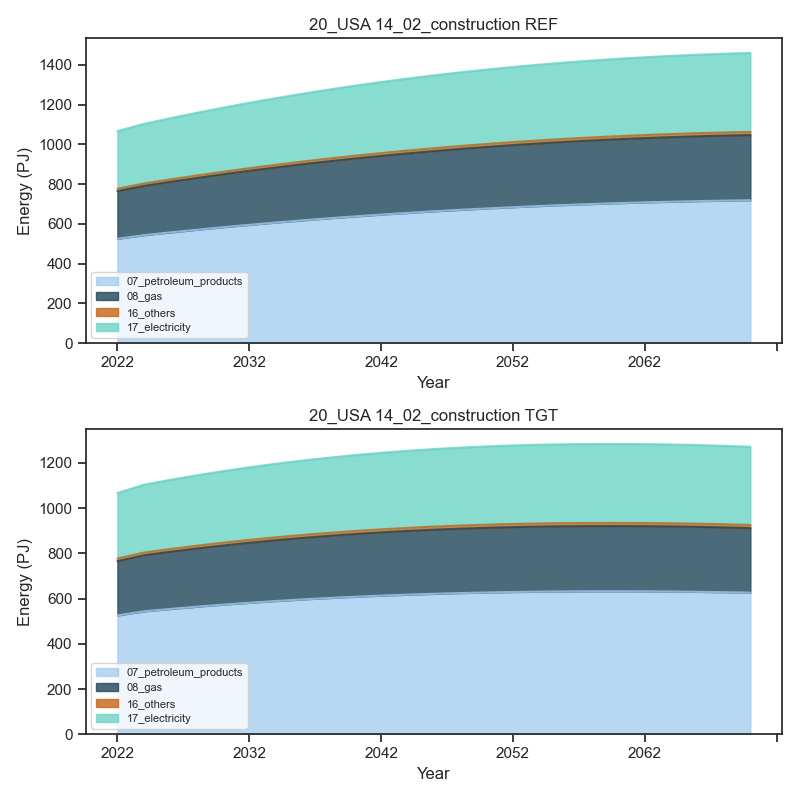 20_USA 14_02_construction REF
Energy (PJ)
1400
1200
1000
800
600
400
200
0
07_petroleum_products
08_gas
16_others
17_electricity
2022 2032 2042 2052 2062
Year
20_USA 14_02_construction TGT
Energy (PJ)
1200
1000
800
600
400
200
0
07_petroleum_products
08_gas
16_others
17_electricity
2022 2032 2042 2052 2062
Year